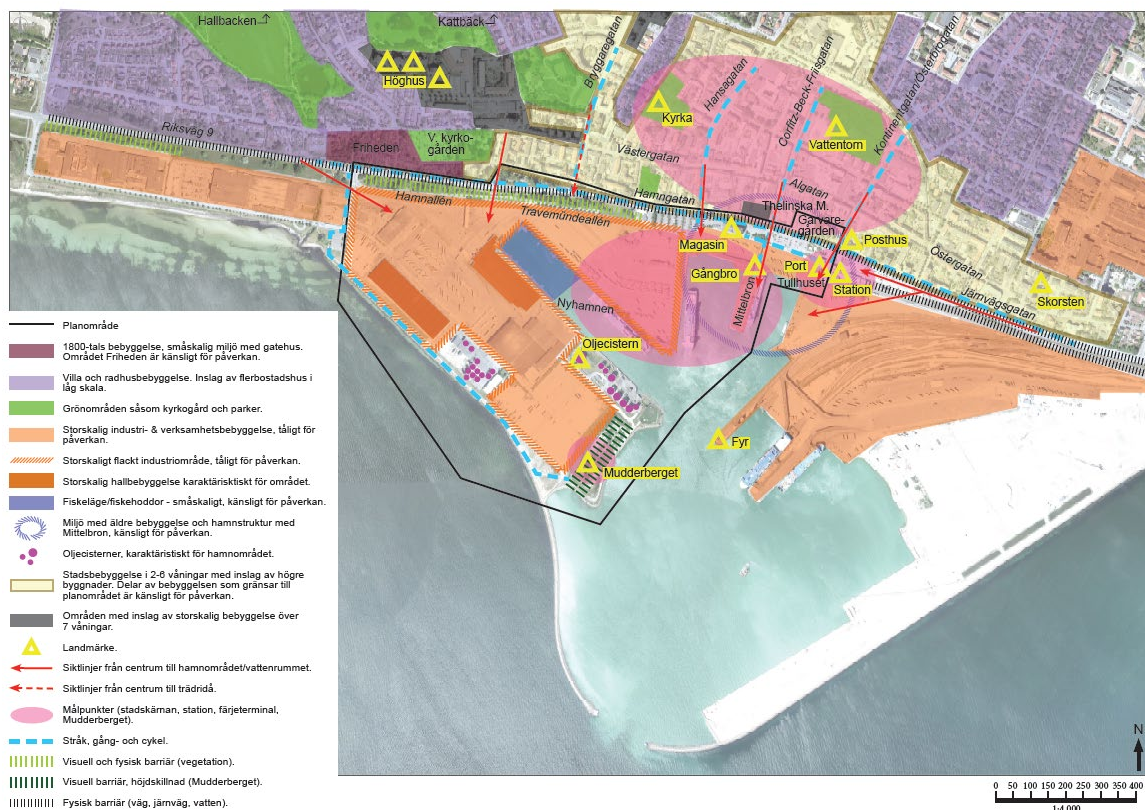 Hallbacken
Kattbäck
Höghus
Bryggaregatan
Hansagatan
Corfitz-Beck-Friisgatan
Kontinentgatan/Österbrogatan
Kyrka
Vattentorn
Riksväg 9
Friheden
V. kyrko-
gården
Västergatan
Algatan
Hamnallén
Hamngatan
Travemündeallén
Thelinska M.
Garvare-
gården
Magasin
Posthus
Gångbro
Port
Tullhuset
Station
Östergatan
Järnvägsgatan
Skorsten
Nyhamnen
Mittelbron
Oljecistern
Fyr
Mudderberget
Planområde
1800-tals bebyggelse, småskalig miljö med gatehus.
Området Friheden är känsligt för påverkan.
Villa och radhusbebyggelse. Inslag av flerbostadshus i
låg skala.
Grönområden såsom kyrkogård och parker.
Storskalig industri- & verksamhetsbebyggelse, tåligt för
påverkan.
Storskaligt flackt industriområde, tåligt för påverkan.
Storskalig hallbebyggelse karaktärisktiskt för området.
Fiskeläge/fiskehoddor - småskaligt, känsligt för påverkan.
Miljö med äldre bebyggelse och hamnstruktur med
Mittelbron, känsligt för påverkan.
Oljecisterner, karaktäristiskt för hamnområdet.
Stadsbebyggelse i 2-6 våningar med inslag av högre
byggnader. Delar av bebyggelsen som gränsar till
planområdet är känsligt för påverkan.
Områden med inslag av storskalig bebyggelse över
7 våningar.
Landmärke.
Siktlinjer från centrum till hamnområdet/vattenrummet.
Siktlinjer från centrum till trädridå.
Målpunkter (stadskärnan, station, färjeterminal,
Mudderberget).
Stråk, gång- och cykel.
Visuell och fysisk barriär (vegetation).
Visuell barriär, höjdskillnad (Mudderberget).
Fysisk barriär (väg, järnväg, vatten).
N
0 50 100 150 200 250 300 350 400
1:4 000